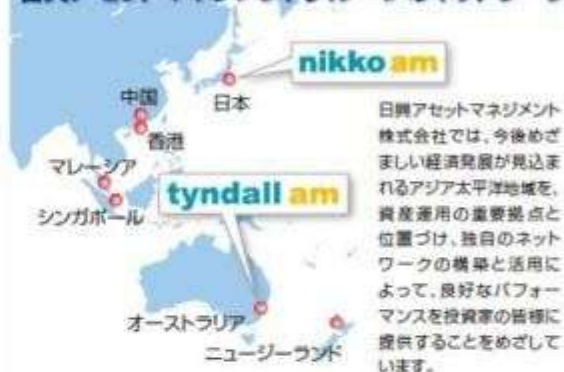 nikko am
中国
日本
香港
マレーシア
シンガポール
tyndall am
オーストラリア
ニュージーランド
日興アセットマネジメント
株式会社では、今後めざ
ましい経済発展が見込ま
れるアジア太平洋地域を、
資産運用の重要拠点と
位置づけ、独自のネット
ワークの構築と活用に
よって、良好なパフォー
マンスを投資家の皆様に
提供することをめざして
います。